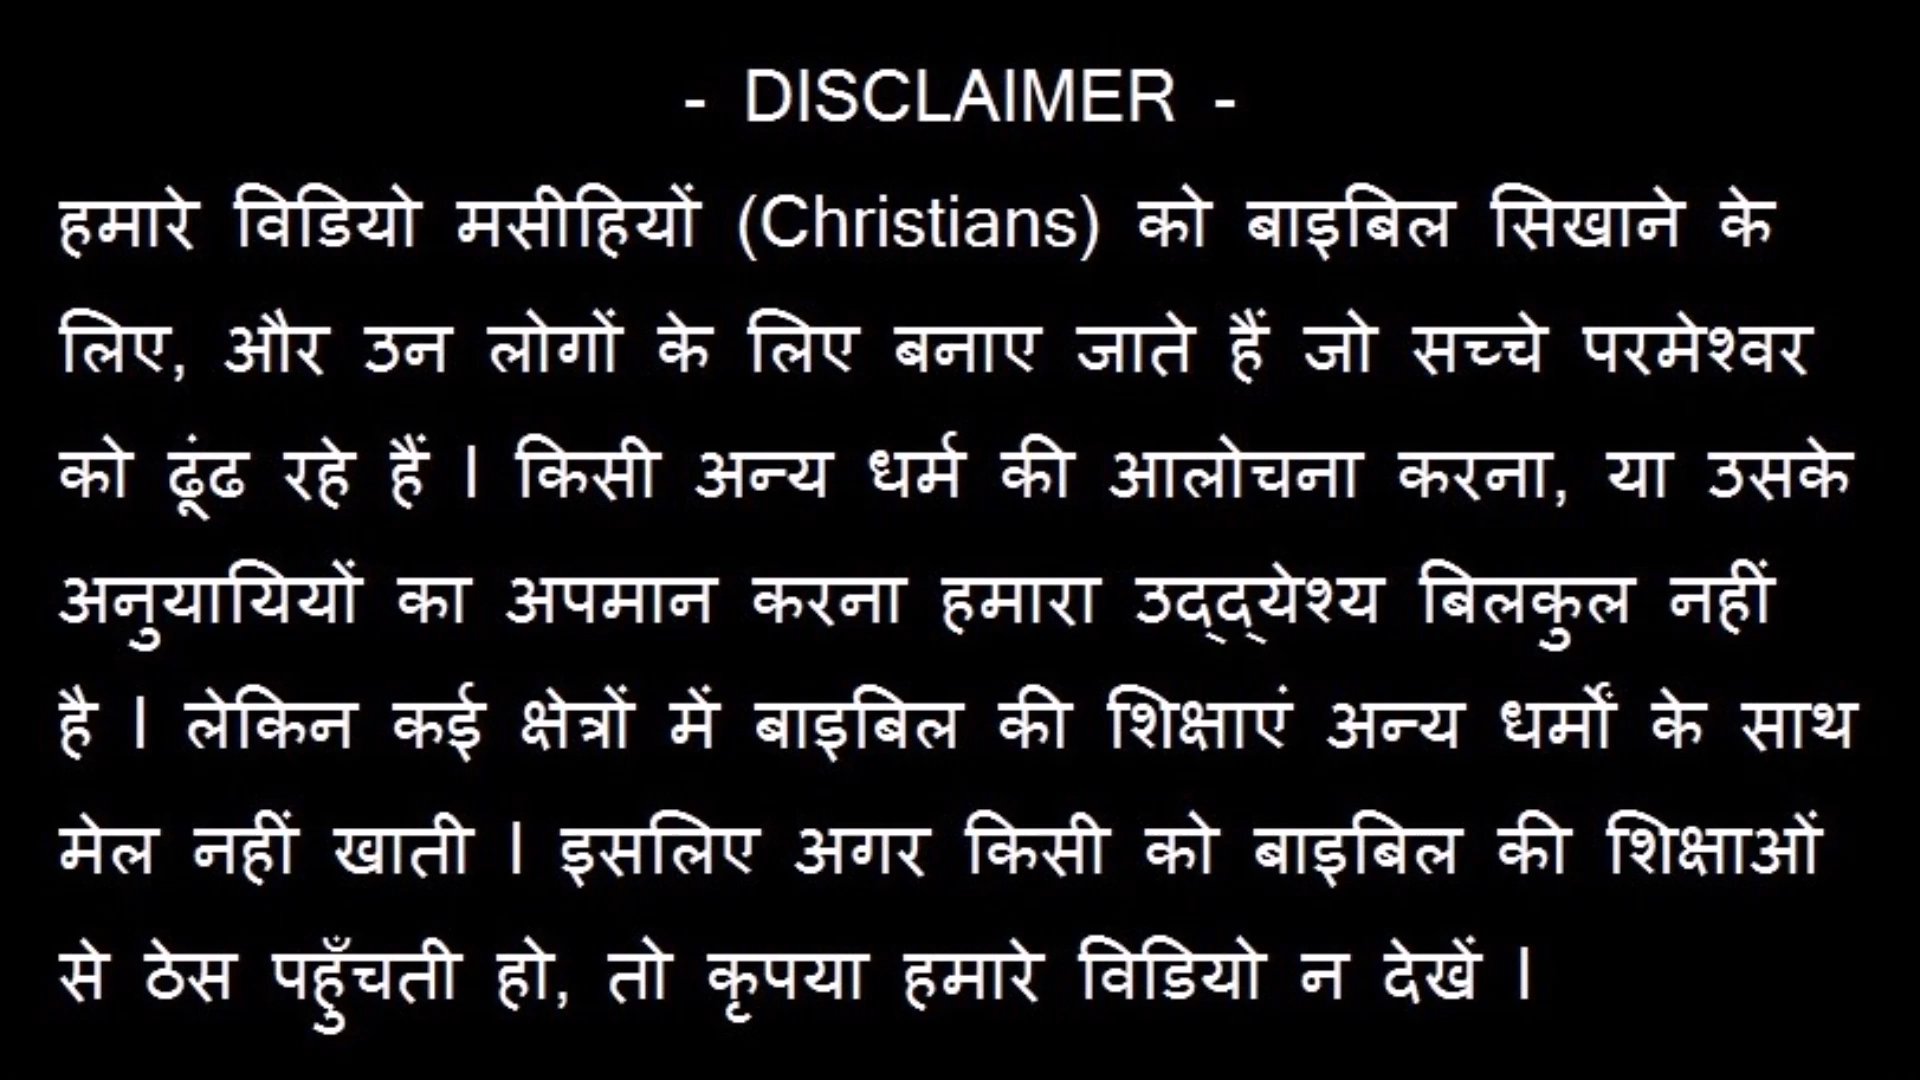 - DISCLAIMER -
हमारे विडियो मसीहियों (Christians) को बाइबिल सिखाने के
लिए, और उन लोगों के लिए बनाए जाते हैं जो सच्चे परमेश्वर
को ढूंढ रहे हैं । किसी अन्य धर्म की आलोचना करना, या उसके
अनुयायियों का अपमान करना हमारा उद्‌द्‌येश्य बिलकुल नहीं
है । लेकिन कई क्षेत्रों में बाइबिल की शिक्षाएं अन्य धर्मों के साथ
मेल नहीं खाती । इसलिए अगर किसी को बाइबिल की शिक्षाओं
से ठेस पहुँचती हो, तो कृपया हमारे विडियो न देखें ।